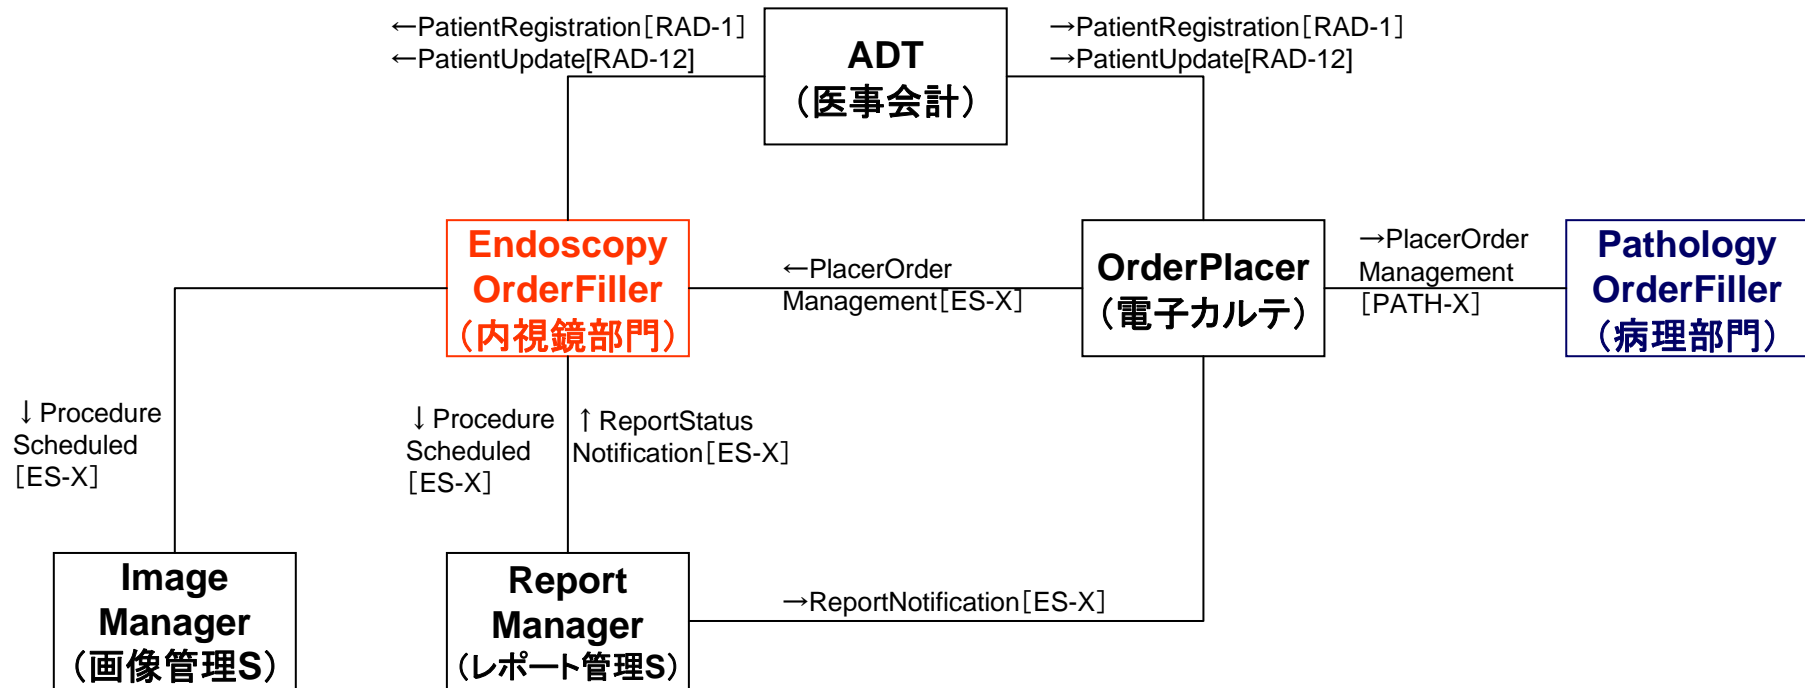 ←PatientRegistration［RAD-1］
←PatientUpdate[RAD-12]
ADT
（医事会計）
→PatientRegistration［RAD-1］
→PatientUpdate[RAD-12]
Endoscopy
OrderFiller
（内視鏡部門）
←PlacerOrder
Management［ES-X］
OrderPlacer
（電子カルテ）
→PlacerOrder
Management
［PATH-X］
Pathology
OrderFiller
（病理部門）
↓Procedure
Scheduled
［ES-X］
↓Procedure
Scheduled
［ES-X］
↑ReportStatus
Notification［ES-X］
Image
Manager
（画像管理S）
Report
Manager
（レポート管理S）
→ReportNotification［ES-X］